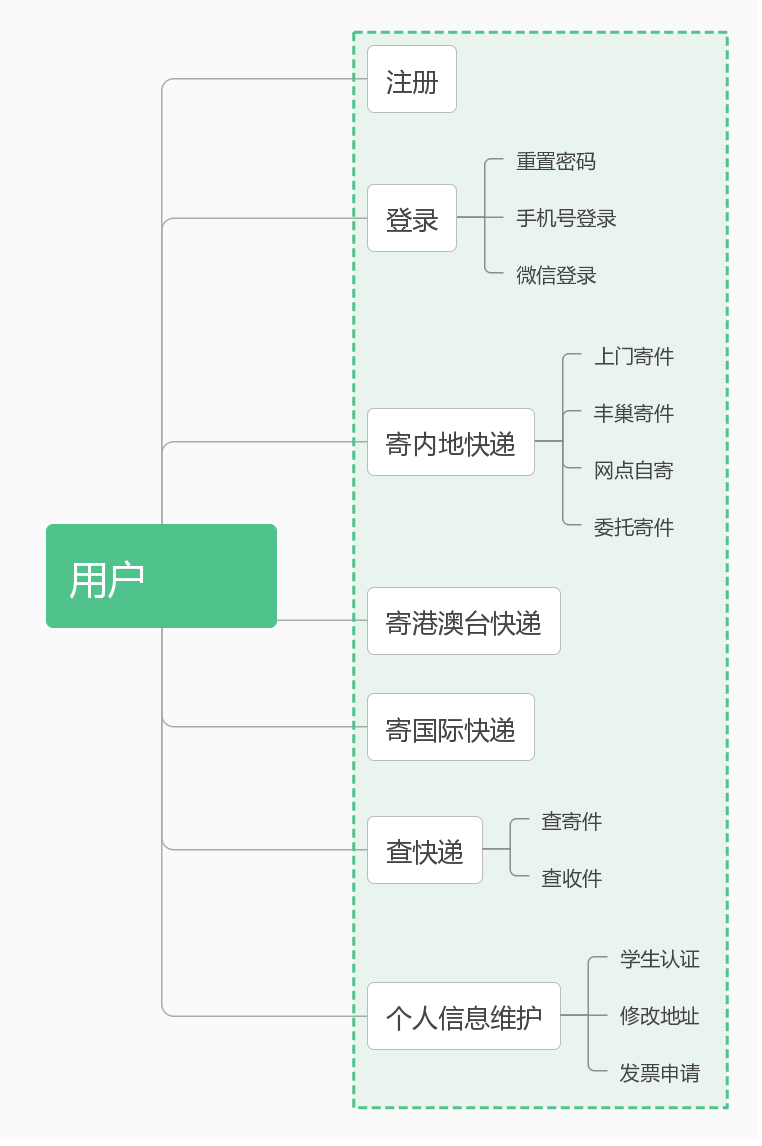 用户
注册
登录
重置密码
手机号登录
微信登录
寄内地快递
上门寄件
丰巢寄件
网点自寄
委托寄件
寄港澳台快递
寄国际快递
查快递
查寄件
查收件
个人信息维护
学生认证
修改地址
发票申请